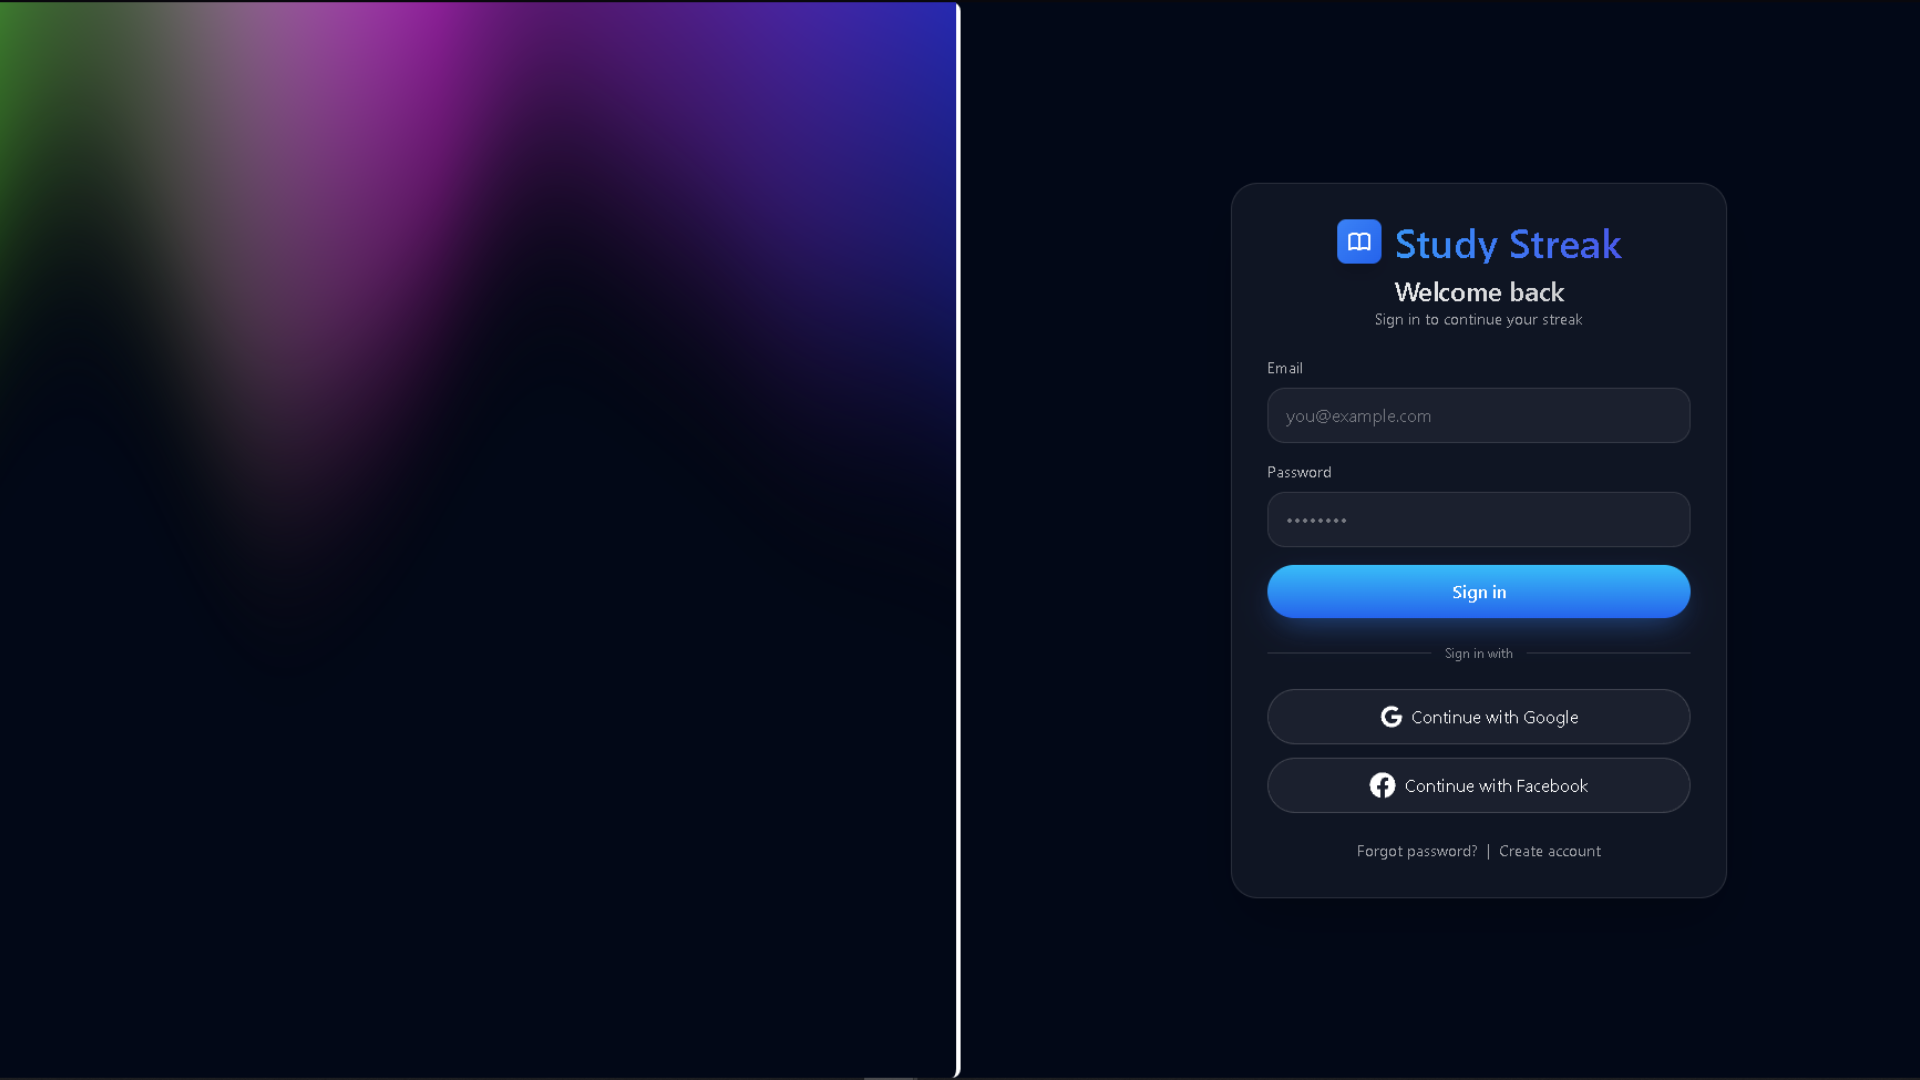 Study Streak
Welcome back
Sign in to continue your streak
Email
you@example.com
Password
••••••••
Sign in
Sign in with
Continue with Google
Continue with Facebook
Forgot password? | Create account